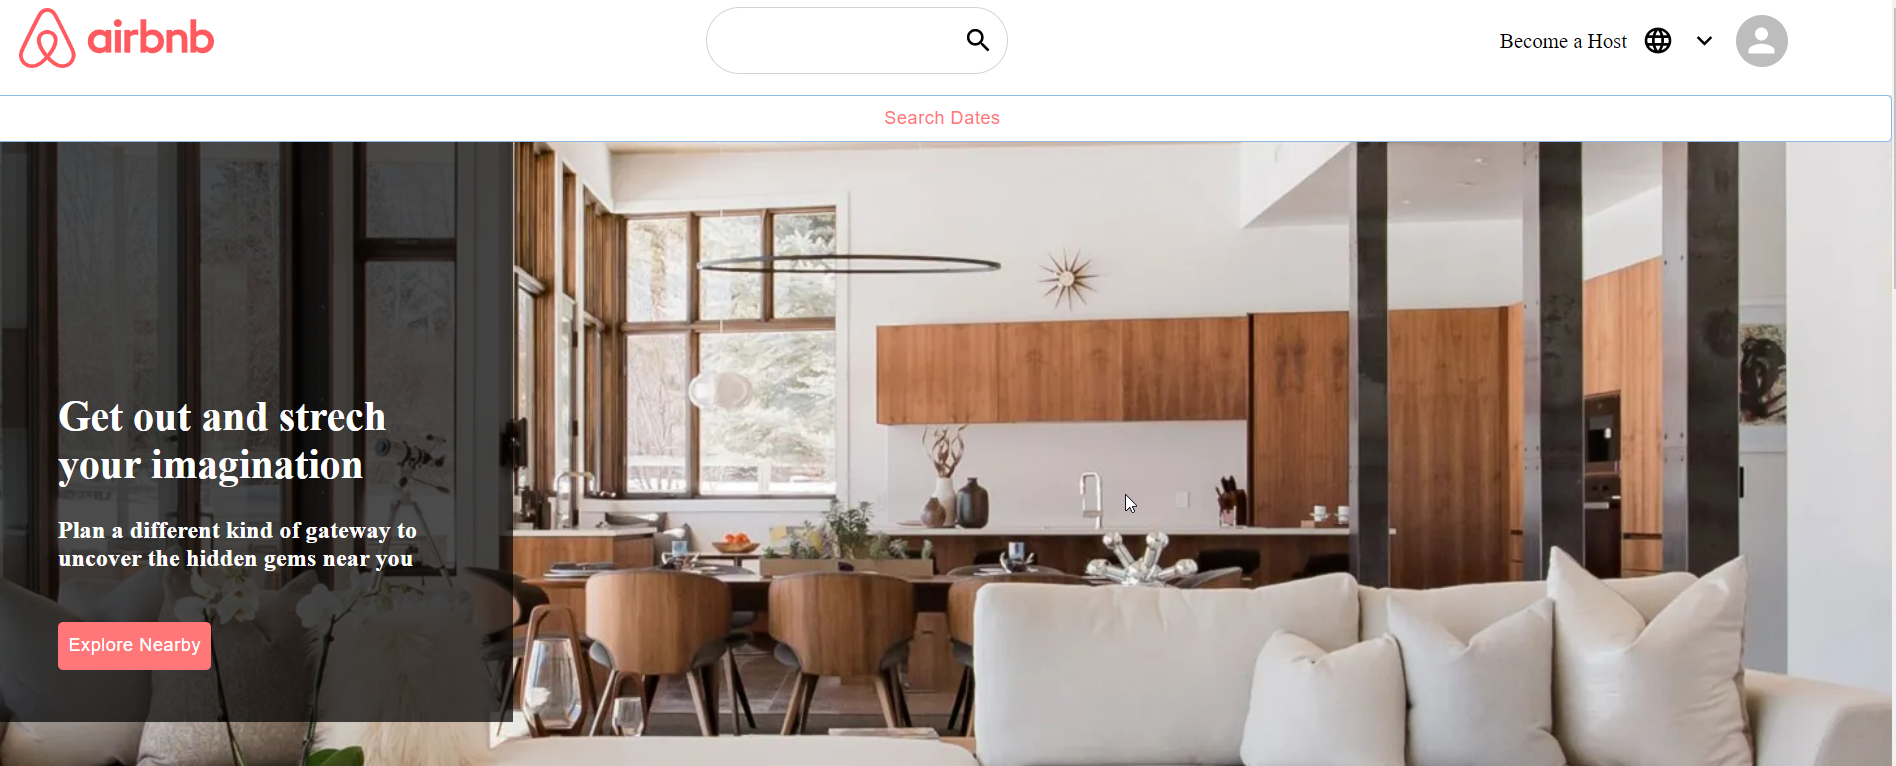 airbnb
Become a Host
Search Dates
Get out and strech
your imagination
Plan a different kind of gateway to
uncover the hidden gems near you
Explore Nearby